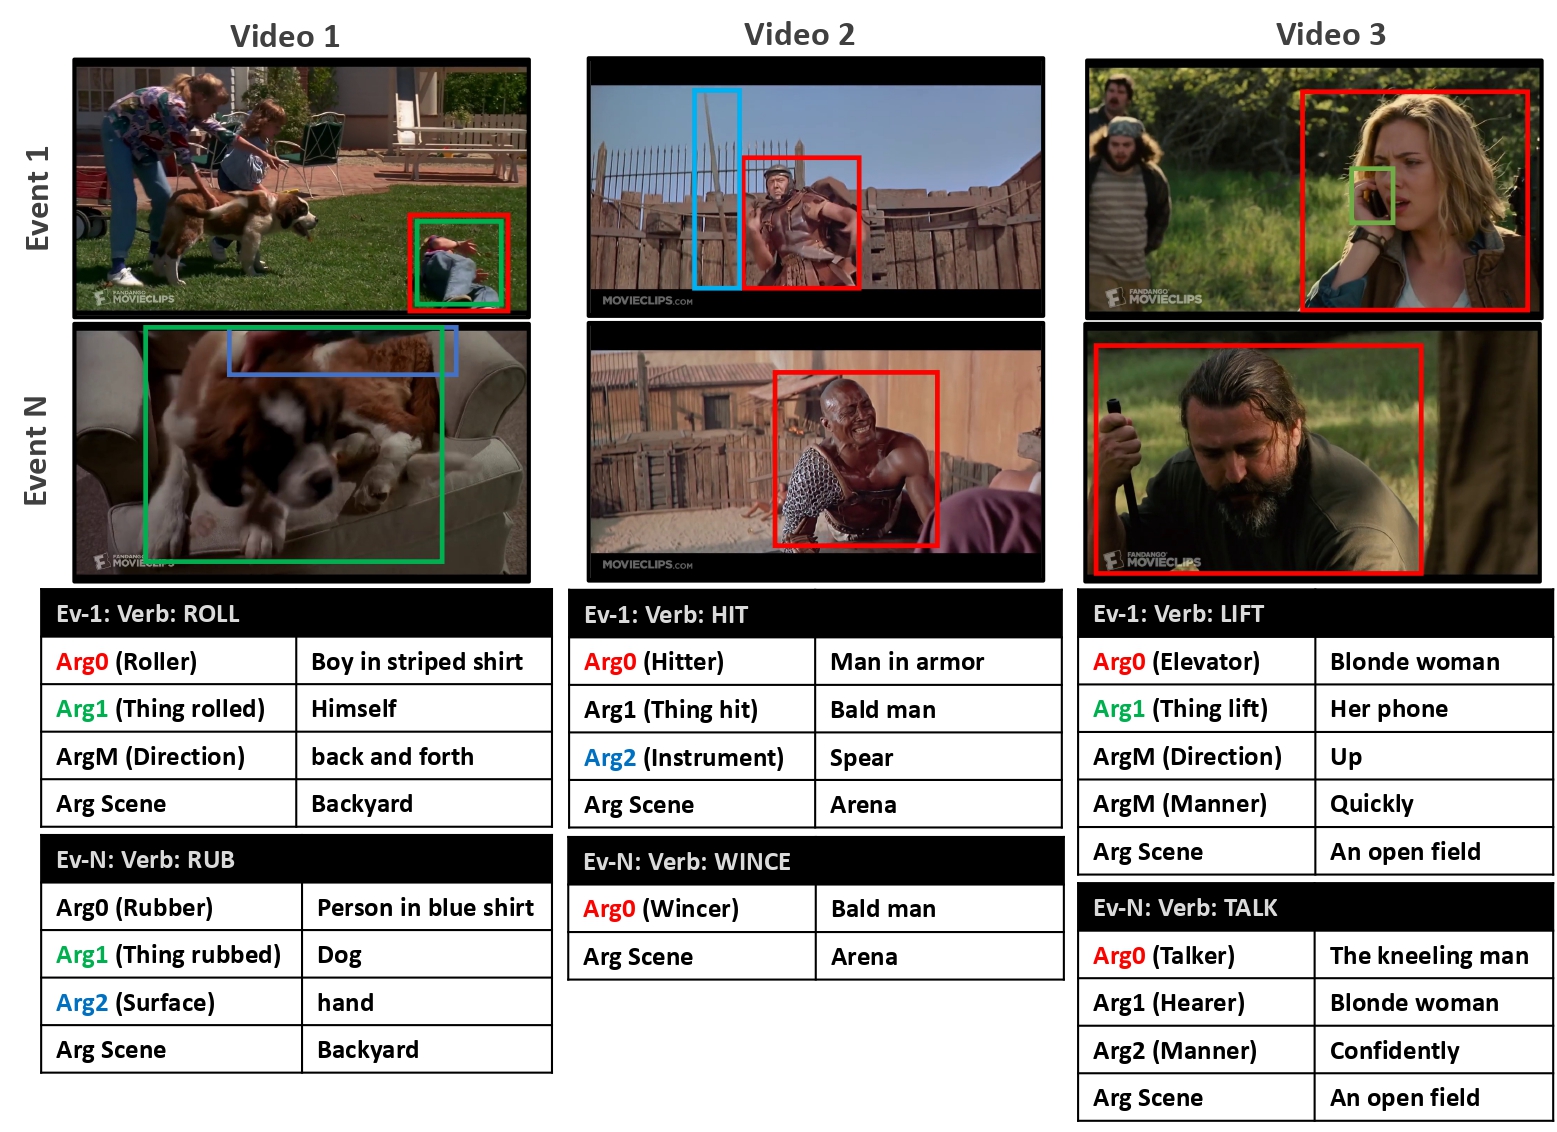 Video 1
Video 2
Video 3
Event 1
FANDANGO
MOVIECLIPS
MOVIECLIPS.COM
FANDANGO
MOVIECLIPS
Event N
FANDANGO
MOVIECLIPS
MOVIECLIPS.COM
FANDANGO
MOVIECLIPS
Ev-1: Verb: ROLL
Arg0 (Roller) Boy in striped shirt
Arg1 (Thing rolled) Himself
ArgM (Direction) back and forth
Arg Scene Backyard
Ev-N: Verb: RUB
Arg0 (Rubber) Person in blue shirt
Arg1 (Thing rubbed) Dog
Arg2 (Surface) hand
Arg Scene Backyard
Ev-1: Verb: HIT
Arg0 (Hitter) Man in armor
Arg1 (Thing hit) Bald man
Arg2 (Instrument) Spear
Arg Scene Arena
Ev-N: Verb: WINCE
Arg0 (Wincer) Bald man
Arg Scene Arena
Ev-1: Verb: LIFT
Arg0 (Elevator) Blonde woman
Arg1 (Thing lift) Her phone
ArgM (Direction) Up
ArgM (Manner) Quickly
Arg Scene An open field
Ev-N: Verb: TALK
Arg0 (Talker) The kneeling man
Arg1 (Hearer) Blonde woman
Arg2 (Manner) Confidently
Arg Scene An open field